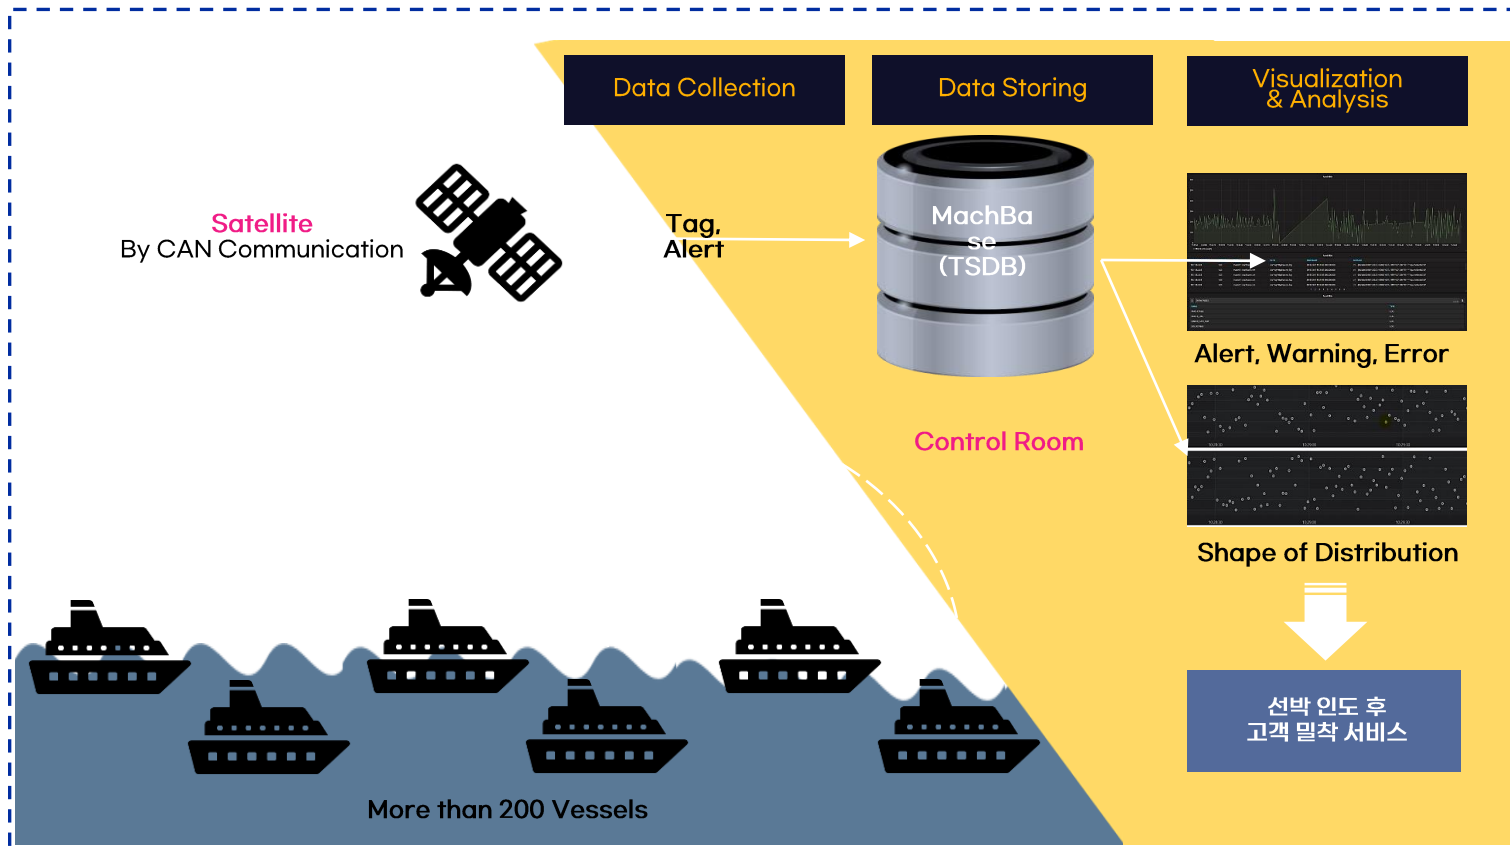 Data Collection
Data Storing
Visualization
& Analysis
Satellite
By CAN Communication
Tag,
Alert
MachBa
se
(TSDB)
Alert, Warning, Error
Control Room
Shape of Distribution
선박 인도 후
고객 밀착 서비스
More than 200 Vessels